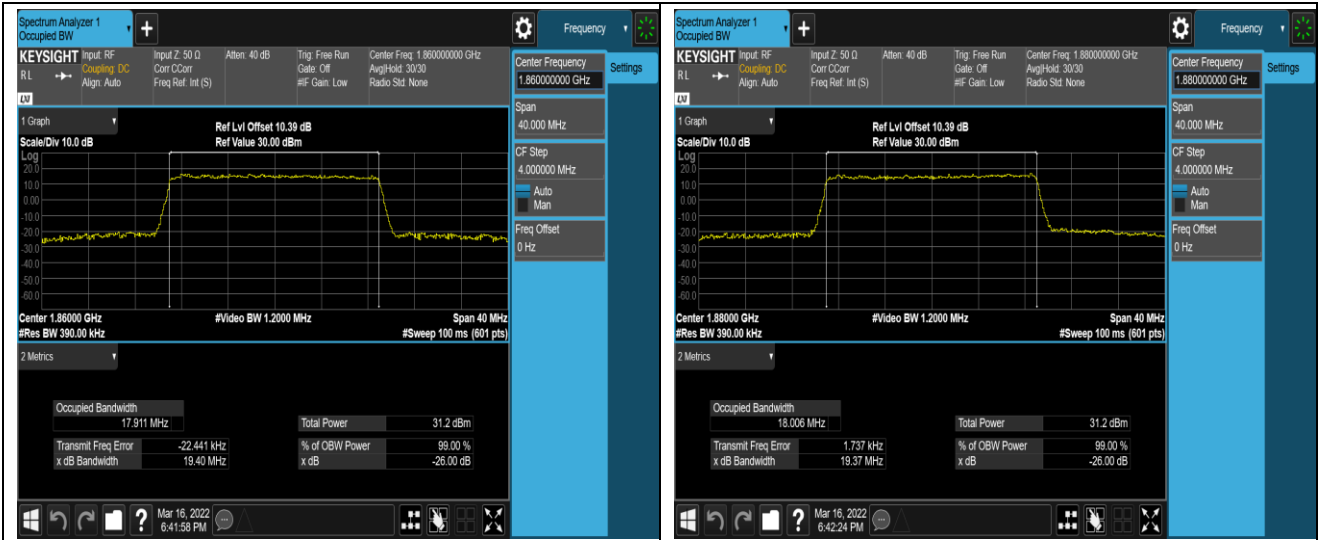 Spectrum Analyzer 1
Occupied BW
+
Frequency
KEYSIGHT
Input: RF
Coupling: DC
Align: Auto
Input Z: 50 Ω
Corr CCorr
Freq Ref: Int (S)
Atten: 40 dB
Trig: Free Run
Gate: Off
#IF Gain: Low
Center Freq: 1.860000000 GHz
Avg|Hold: 30/30
Radio Std: None
RL
LXI
Center Frequency
1.860000000 GHz
Settings
Span
40.000 MHz
CF Step
4.000000 MHz
Auto
Man
Freq Offset
0 Hz
1 Graph
Scale/Div 10.0 dB
Ref Lvl Offset 10.39 dB
Ref Value 30.00 dBm
Log
20.0
10.0
0.00
-10.0
-20.0
-30.0
-40.0
-50.0
-60.0
Center 1.86000 GHz
#Video BW 1.2000 MHz
Span 40 MHz
#Res BW 390.00 kHz
#Sweep 100 ms (601 pts)
2 Metrics
Occupied Bandwidth
17.911 MHz
Total Power 31.2 dBm
Transmit Freq Error -22.441 kHz
% of OBW Power 99.00 %
x dB Bandwidth 19.40 MHz
x dB -26.00 dB
?
Mar 16, 2022
6:41:58 PM
Spectrum Analyzer 1
Occupied BW
+
Frequency
KEYSIGHT
Input: RF
Coupling: DC
Align: Auto
Input Z: 50 Ω
Corr CCorr
Freq Ref: Int (S)
Atten: 40 dB
Trig: Free Run
Gate: Off
#IF Gain: Low
Center Freq: 1.880000000 GHz
Avg|Hold: 30/30
Radio Std: None
RL
LXI
Center Frequency
1.880000000 GHz
Settings
Span
40.000 MHz
CF Step
4.000000 MHz
Auto
Man
Freq Offset
0 Hz
1 Graph
Scale/Div 10.0 dB
Ref Lvl Offset 10.39 dB
Ref Value 30.00 dBm
Log
20.0
10.0
0.00
-10.0
-20.0
-30.0
-40.0
-50.0
-60.0
Center 1.88000 GHz
#Video BW 1.2000 MHz
Span 40 MHz
#Res BW 390.00 kHz
#Sweep 100 ms (601 pts)
2 Metrics
Occupied Bandwidth
18.006 MHz
Total Power 31.2 dBm
Transmit Freq Error 1.737 kHz
% of OBW Power 99.00 %
x dB Bandwidth 19.37 MHz
x dB -26.00 dB
?
Mar 16, 2022
6:42:24 PM